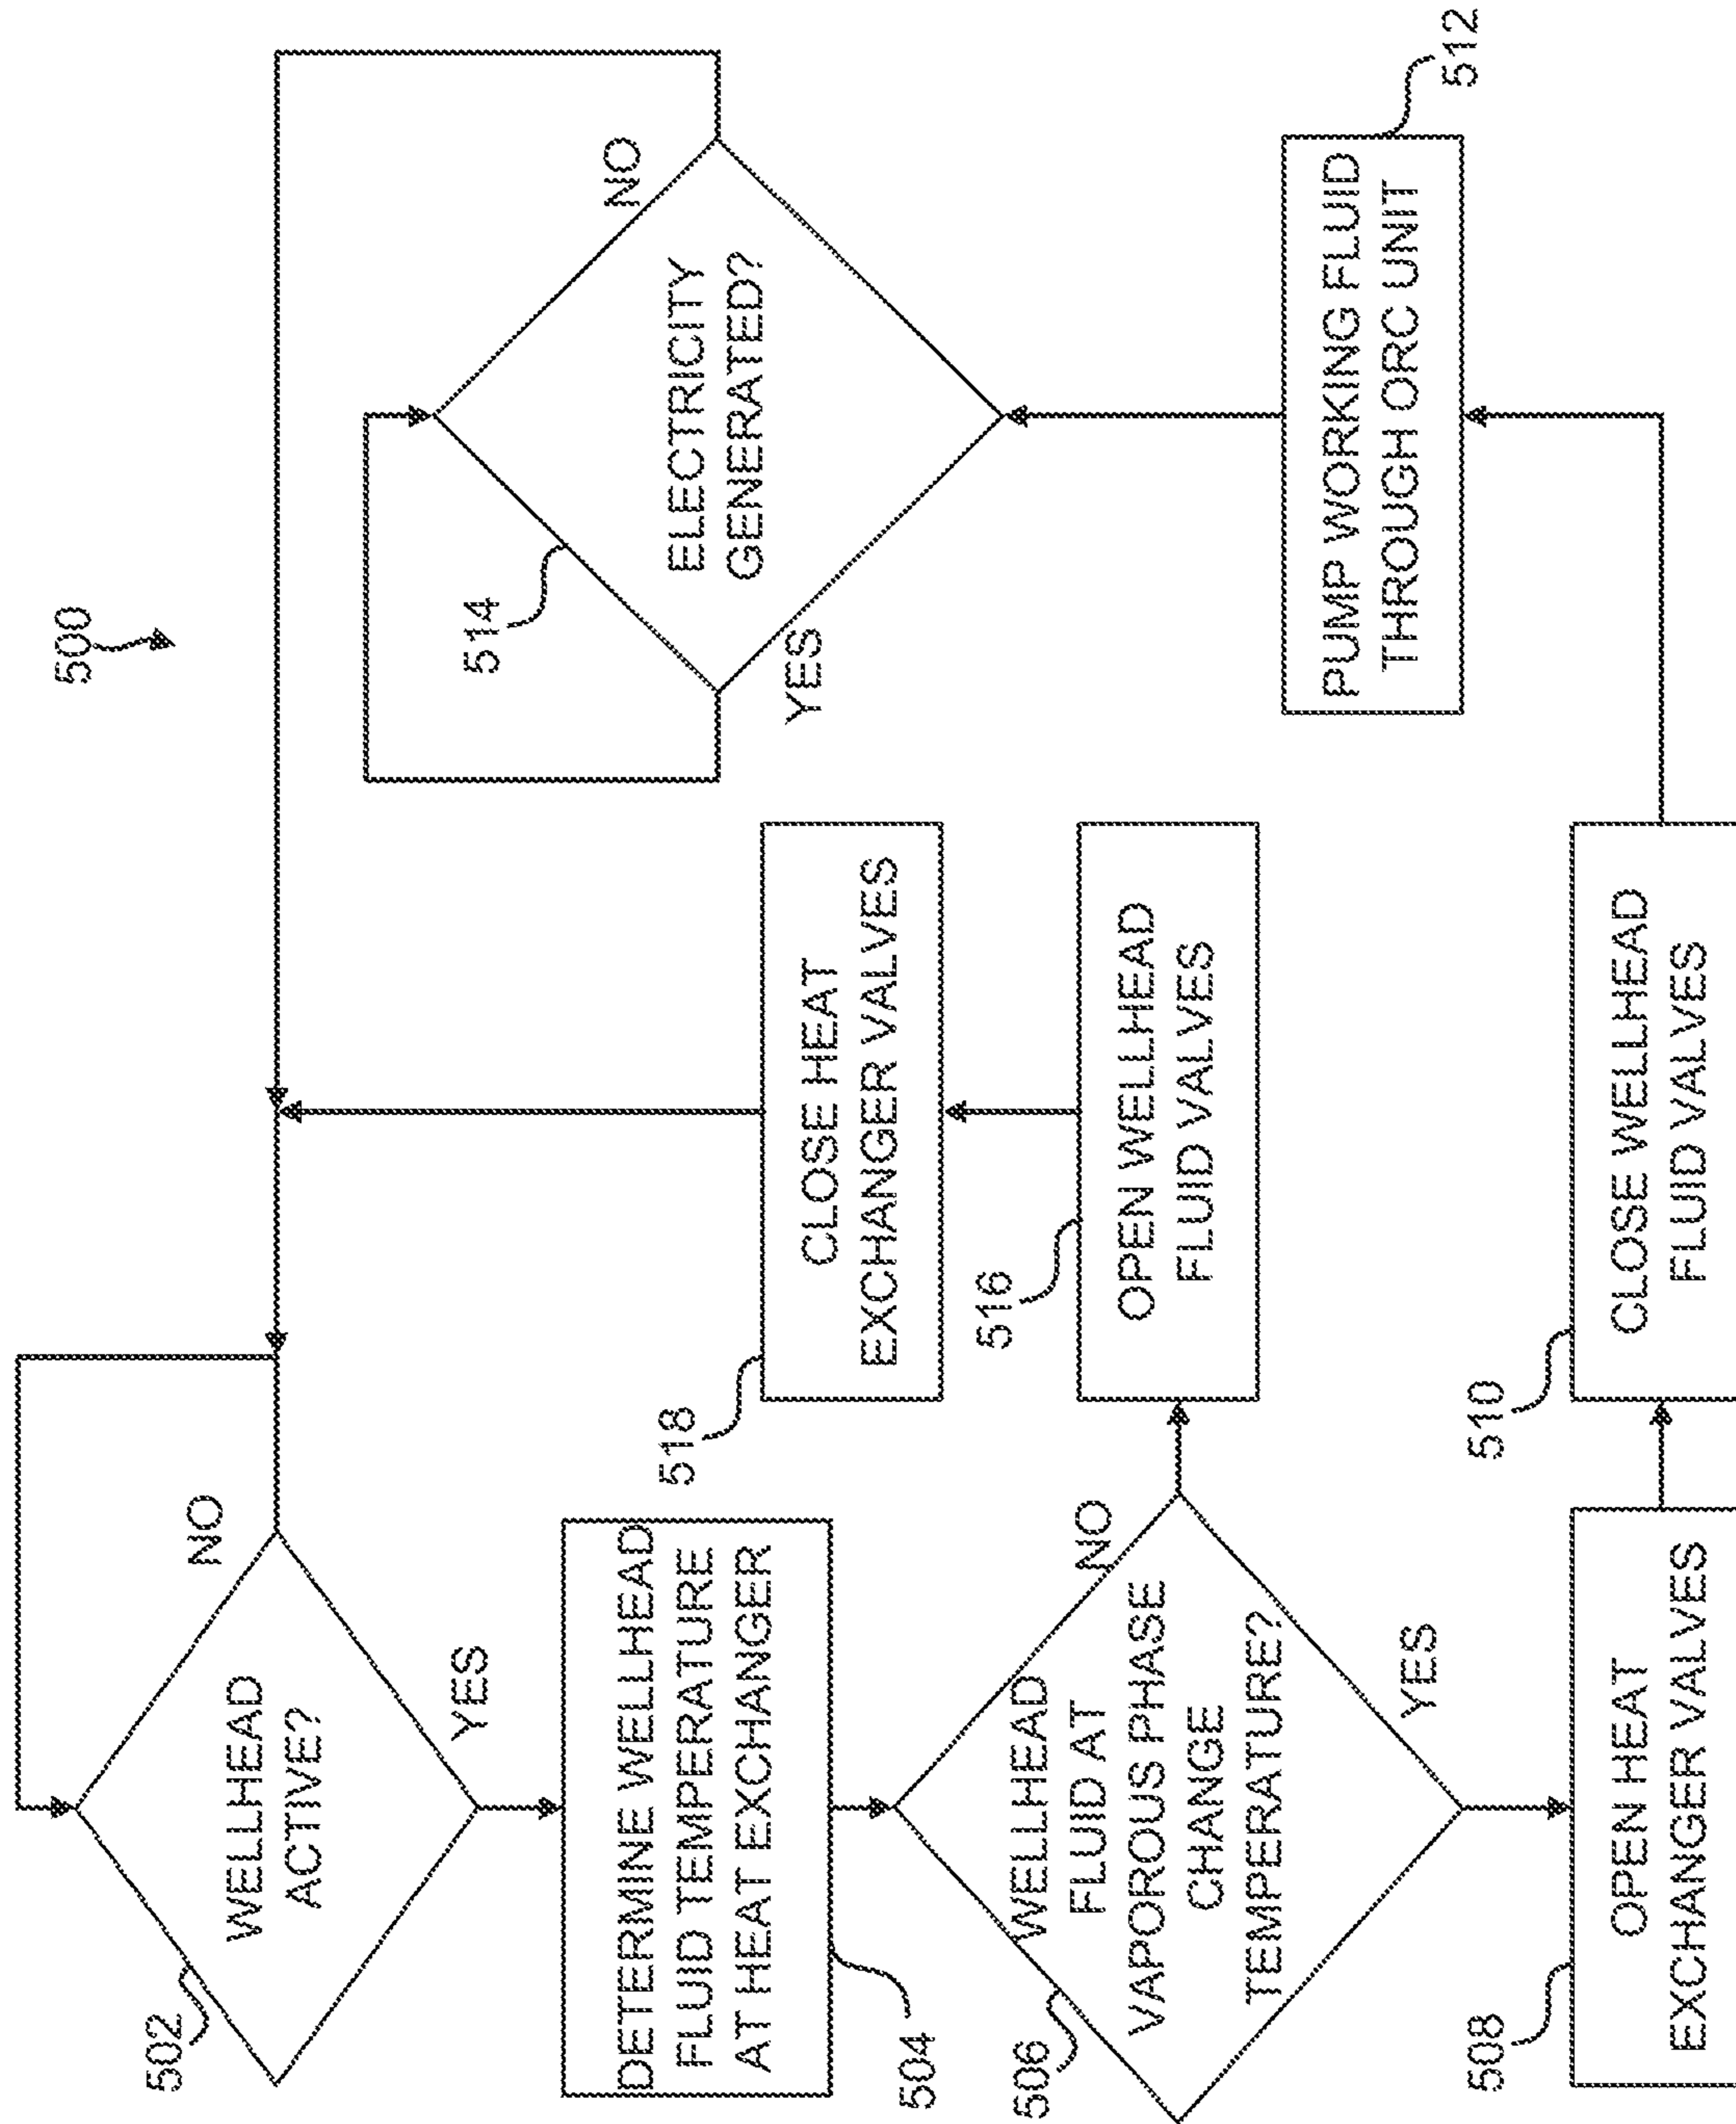 500
502
WELLHEAD
ACTIVE?
NO
YES
DETERMINE WELLHEAD
FLUID TEMPERATURE
AT HEAT EXCHANGER
504
506
WELLHEAD
FLUID AT
VAPOROUS PHASE
CHANGE
TEMPERATURE?
NO
YES
508
OPEN HEAT
EXCHANGER VALVES
510
CLOSE WELLHEAD
FLUID VALVES
516
OPEN WELLHEAD
FLUID VALVES
518
CLOSE HEAT
EXCHANGER VALVES
514
ELECTRICITY
GENERATED?
NO
YES
PUMP WORKING FLUID
THROUGH ORC UNIT
512